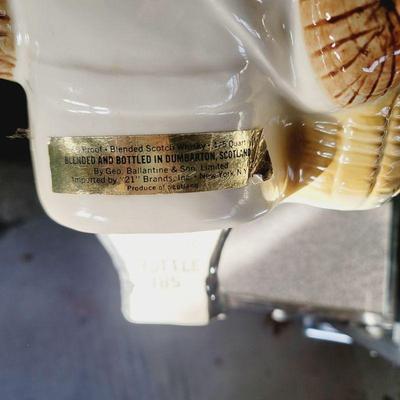 Proof • Blended Scotch Whisky • 4/5 Quart
BLENDED AND BOTTLED IN DUMBARTON, SCOTLAND
By Geo. Ballantine & Son, Limited
Imported by "21" Brands, Inc. • New York, N.Y.
Produce of Scotland
BOTTLE